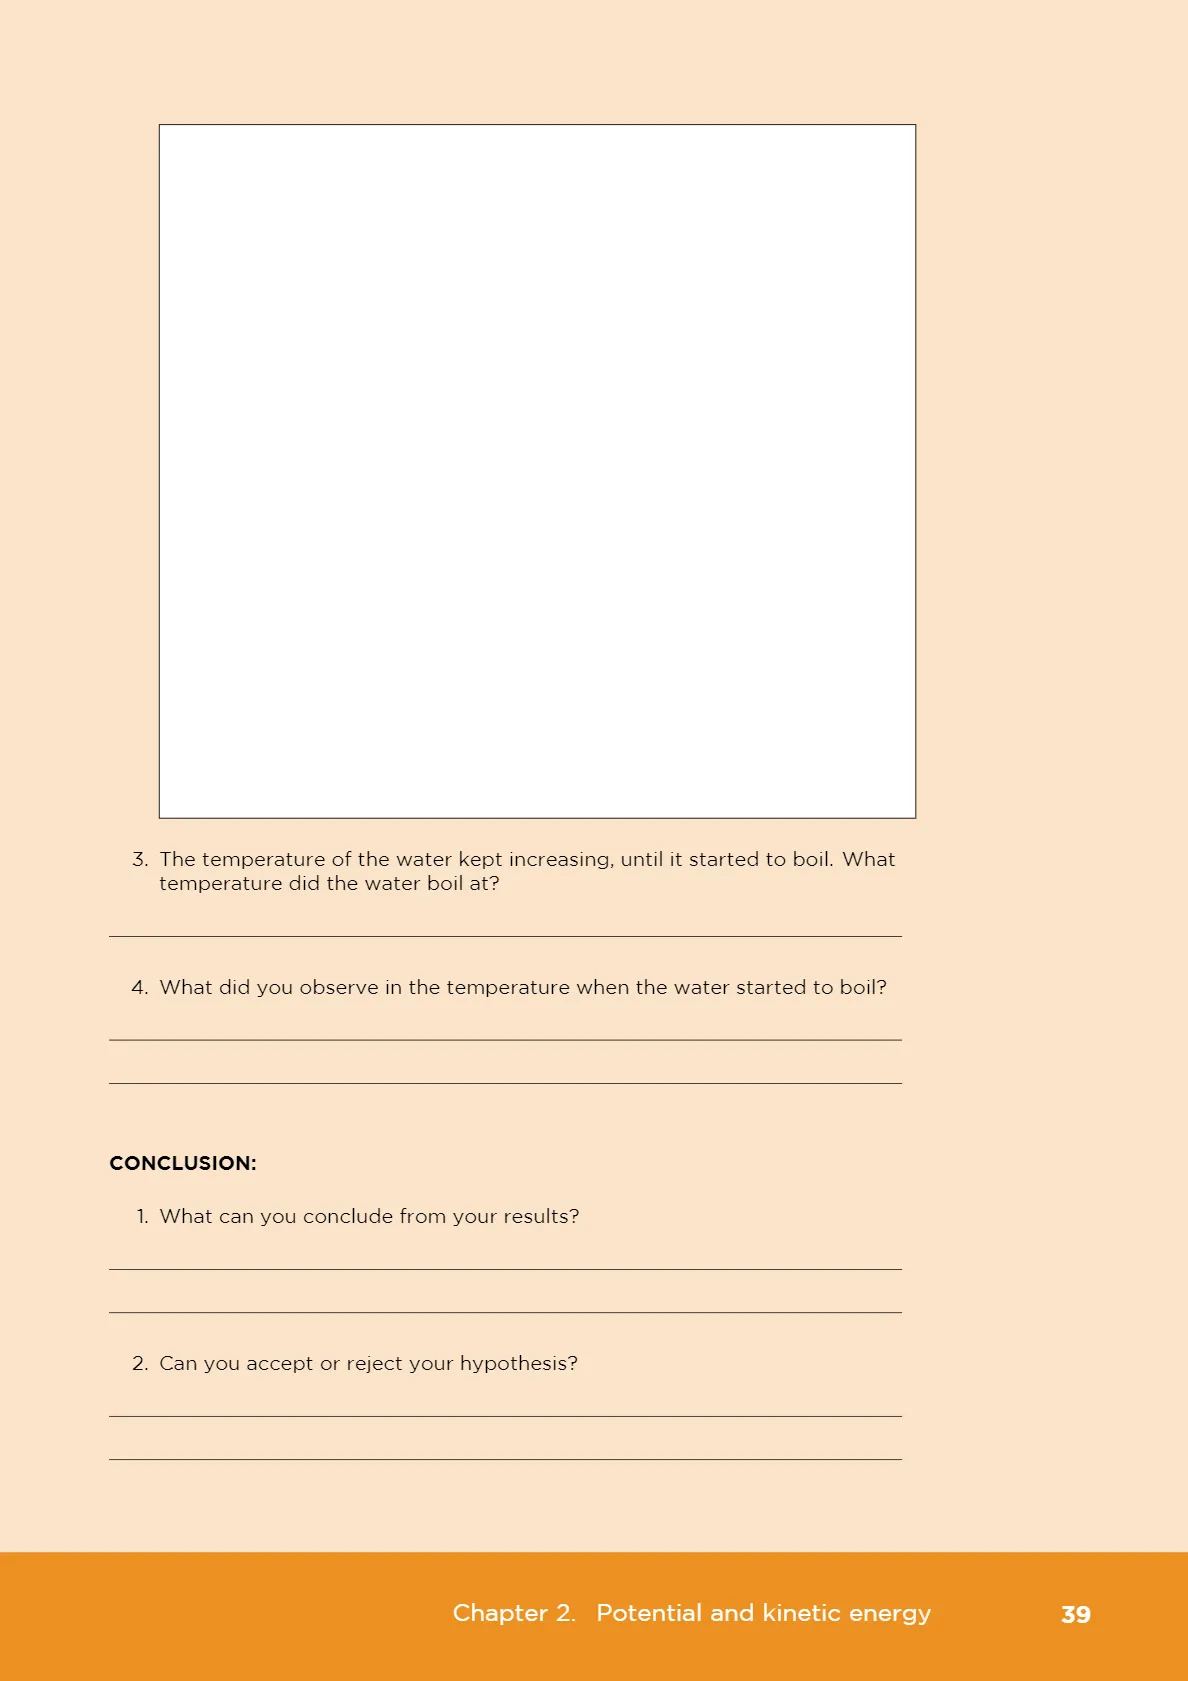 3. The temperature of the water kept increasing, until it started to boil. What
temperature did the water boil at?
4. What did you observe in the temperature when the water started to boil?
CONCLUSION:
1. What can you conclude from your results?
2. Can you accept or reject your hypothesis?
Chapter 2. Potential and kinetic energy 39